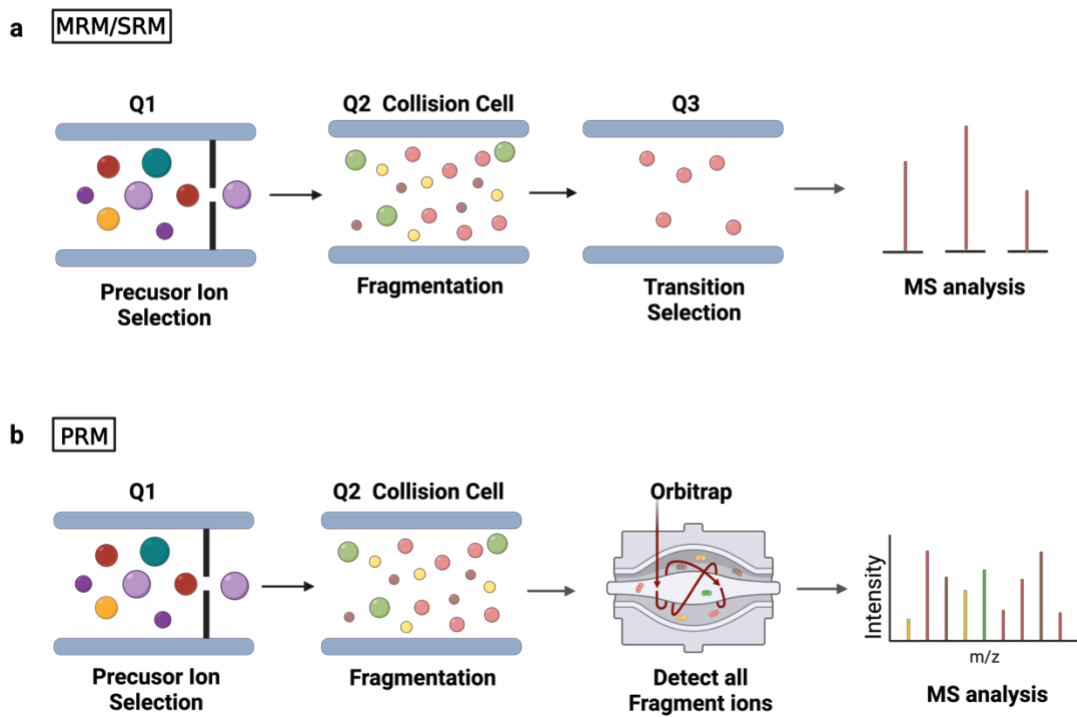 a MRM/SRM
Q1
Q2 Collision Cell
Q3
Precusor Ion
Selection
Fragmentation
Transition
Selection
MS analysis
b PRM
Q1
Q2 Collision Cell
Orbitrap
Precusor Ion
Selection
Fragmentation
Detect all
Fragment ions
Intensity
m/z
MS analysis